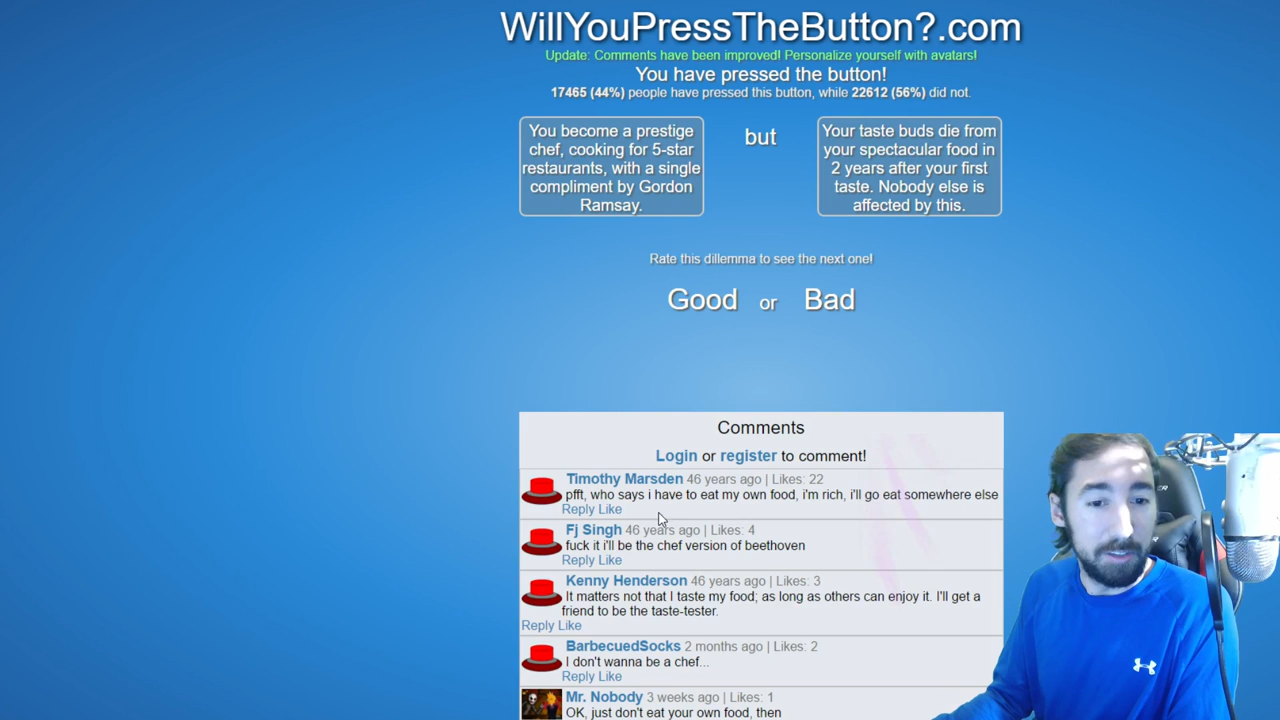 WillYouPressTheButton?.com
Update: Comments have been improved! Personalize yourself with avatars!
You have pressed the button!
17465 (44%) people have pressed this button, while 22612 (56%) did not.
You become a prestige
chef, cooking for 5-star
restaurants, with a single
compliment by Gordon
Ramsay.
but
Your taste buds die from
your spectacular food in
2 years after your first
taste. Nobody else is
affected by this.
Rate this dillemma to see the next one!
Good or Bad
Comments
Login or register to comment!
Timothy Marsden 46 years ago | Likes: 22
pfft, who says i have to eat my own food, i'm rich, i'll go eat somewhere else
Reply Like
Fj Singh 46 years ago | Likes: 4
fuck it i'll be the chef version of beethoven
Reply Like
Kenny Henderson 46 years ago | Likes: 3
It matters not that I taste my food; as long as others can enjoy it. I'll get a
friend to be the taste-tester.
Reply Like
BarbecuedSocks 2 months ago | Likes: 2
I don't wanna be a chef...
Reply Like
Mr. Nobody 3 weeks ago | Likes: 1
OK, just don't eat your own food, then